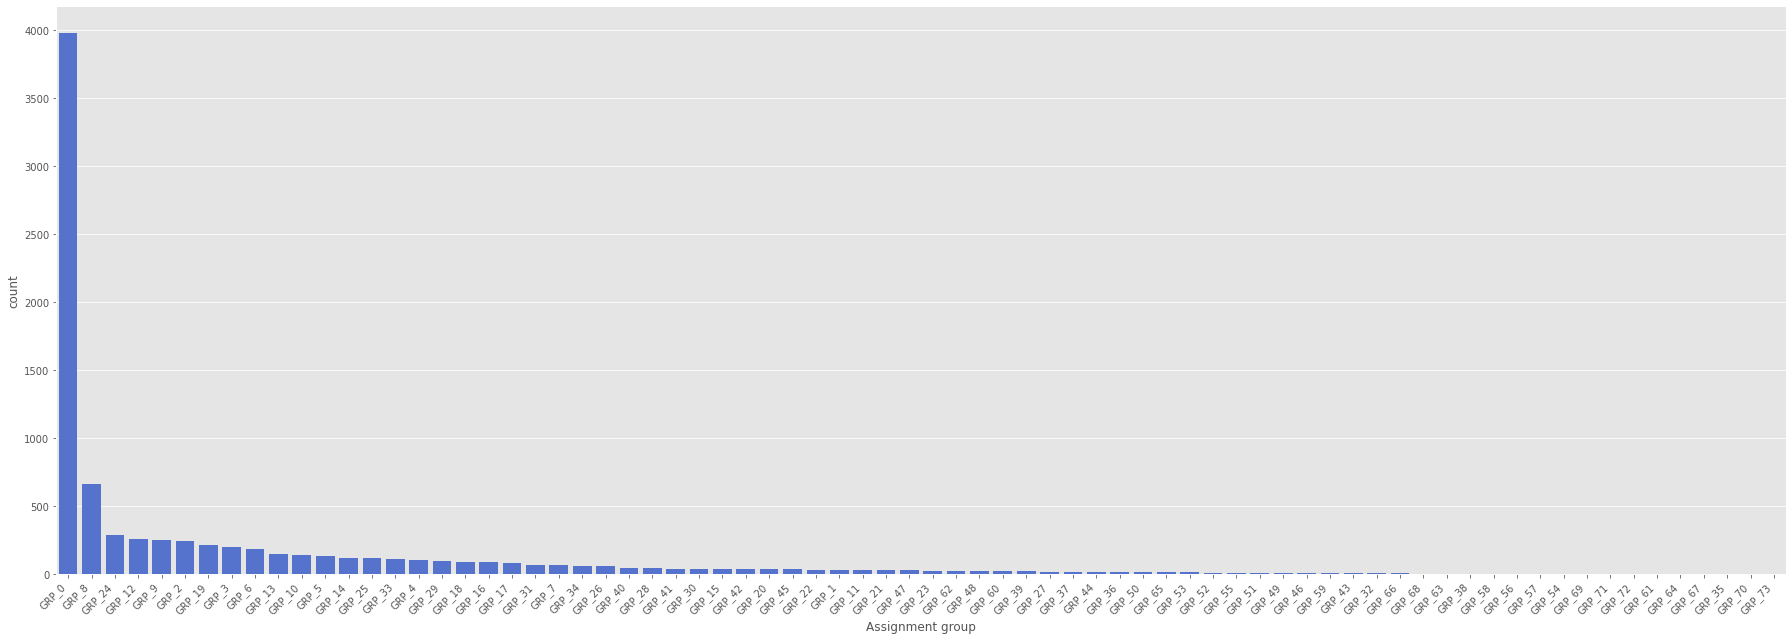 4000
3500
3000
2500
2000
1500
1000
500
0
count
GRP_0
GRP_8
GRP_24
GRP_12
GRP_9
GRP_2
GRP_19
GRP_3
GRP_6
GRP_13
GRP_10
GRP_5
GRP_14
GRP_25
GRP_33
GRP_4
GRP_29
GRP_18
GRP_16
GRP_17
GRP_31
GRP_7
GRP_34
GRP_26
GRP_40
GRP_28
GRP_41
GRP_30
GRP_15
GRP_42
GRP_20
GRP_45
GRP_22
GRP_1
GRP_11
GRP_21
GRP_47
GRP_23
GRP_62
GRP_48
GRP_60
GRP_39
GRP_27
GRP_37
GRP_44
GRP_36
GRP_50
GRP_65
GRP_53
GRP_52
GRP_55
GRP_51
GRP_49
GRP_46
GRP_59
GRP_43
GRP_32
GRP_66
GRP_68
GRP_63
GRP_38
GRP_58
GRP_56
GRP_57
GRP_54
GRP_69
GRP_71
GRP_72
GRP_61
GRP_64
GRP_67
GRP_35
GRP_70
GRP_73
Assignment group